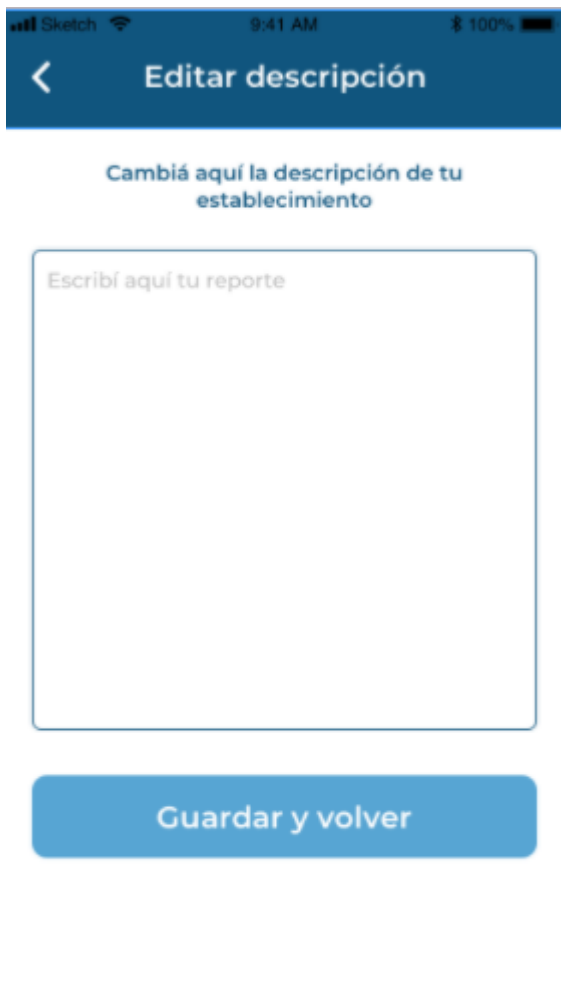 Sketch 9:41 AM 100%
Editar descripción
Cambiá aquí la descripción de tu
establecimiento
Escribí aquí tu reporte
Guardar y volver